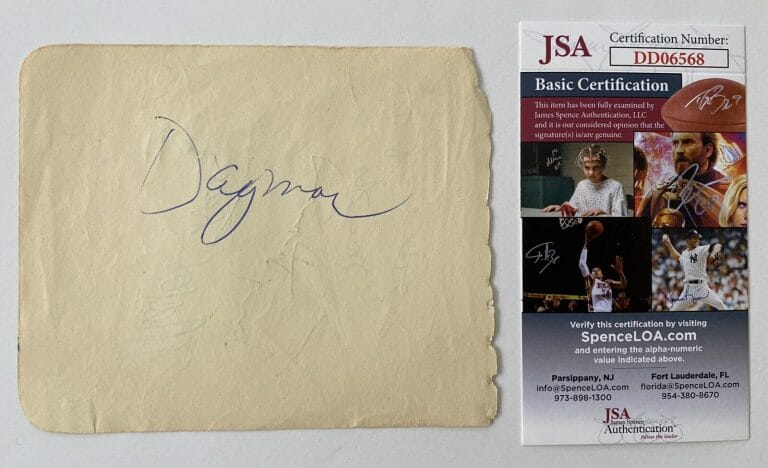 Dagmar
JSA
Certification Number:
DD06568
Basic Certification
This item has been fully examined by
James Spence Authentication, LLC
and it is our considered opinion that the
signature(s) is/are genuine.
Verify this certification by visiting
SpenceLOA.com
and entering the alpha-numeric
value indicated above.
Parsippany, NJ
info@SpenceLOA.com
973-898-1300
Fort Lauderdale, FL
florida@SpenceLOA.com
954-380-8670
JSA
James Spence
Authentication
follow the leader